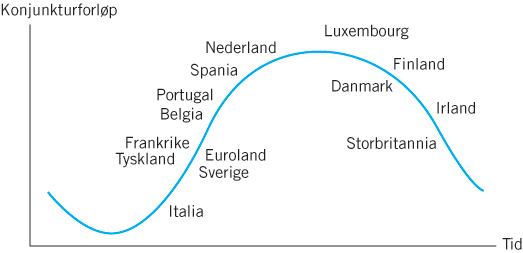 Konjunkturforløp
Luxembourg
Nederland
Finland
Spania
Danmark
Portugal
Irland
Belgia
Frankrike
Storbritannia
Tyskland
Euroland
Sverige
Italia
Tid